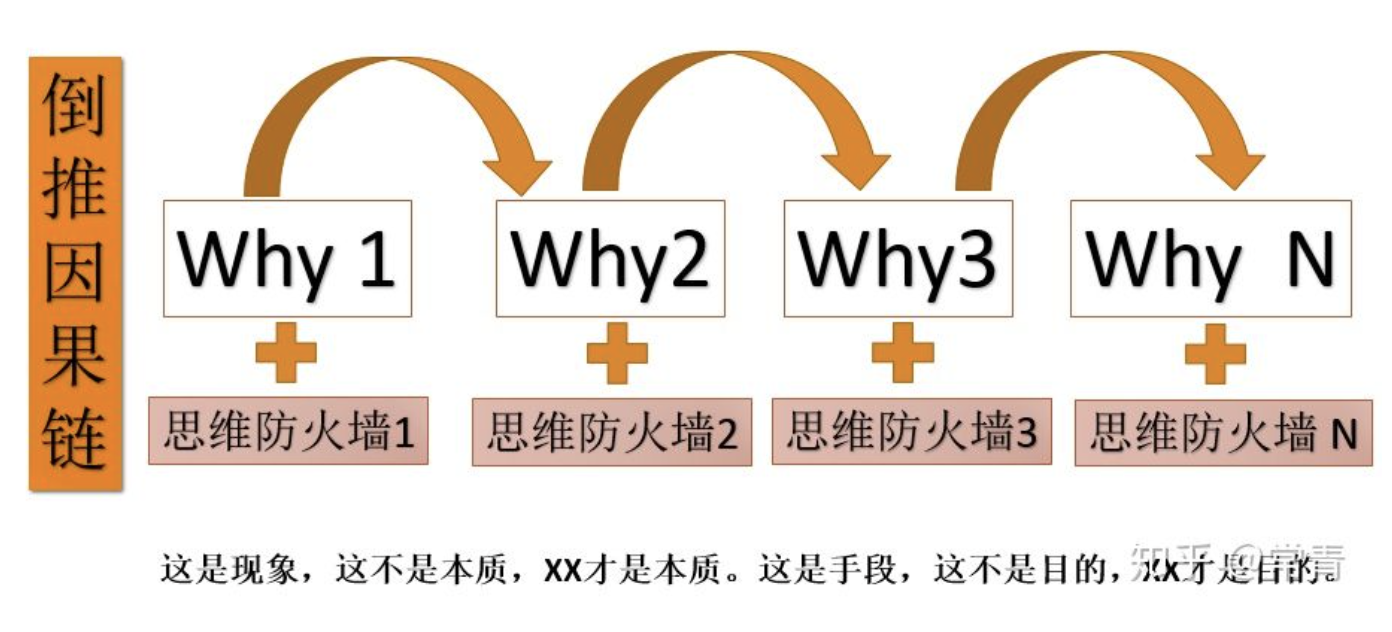 倒推因果链
Why 1
Why2
Why3
Why N
思维防火墙1
思维防火墙2
思维防火墙3
思维防火墙 N
这是现象，这不是本质，XX才是本质。这是手段，这不是目的，XX才是目的。
知乎 @常青